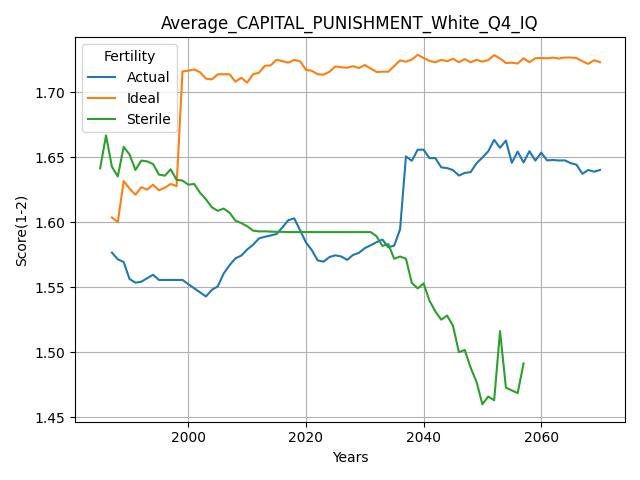 Average_CAPITAL_PUNISHMENT_White_Q4_IQ
Fertility
Actual
Ideal
Sterile
Score(1-2)
1.70
1.65
1.60
1.55
1.50
1.45
2000
2020
2040
2060
Years